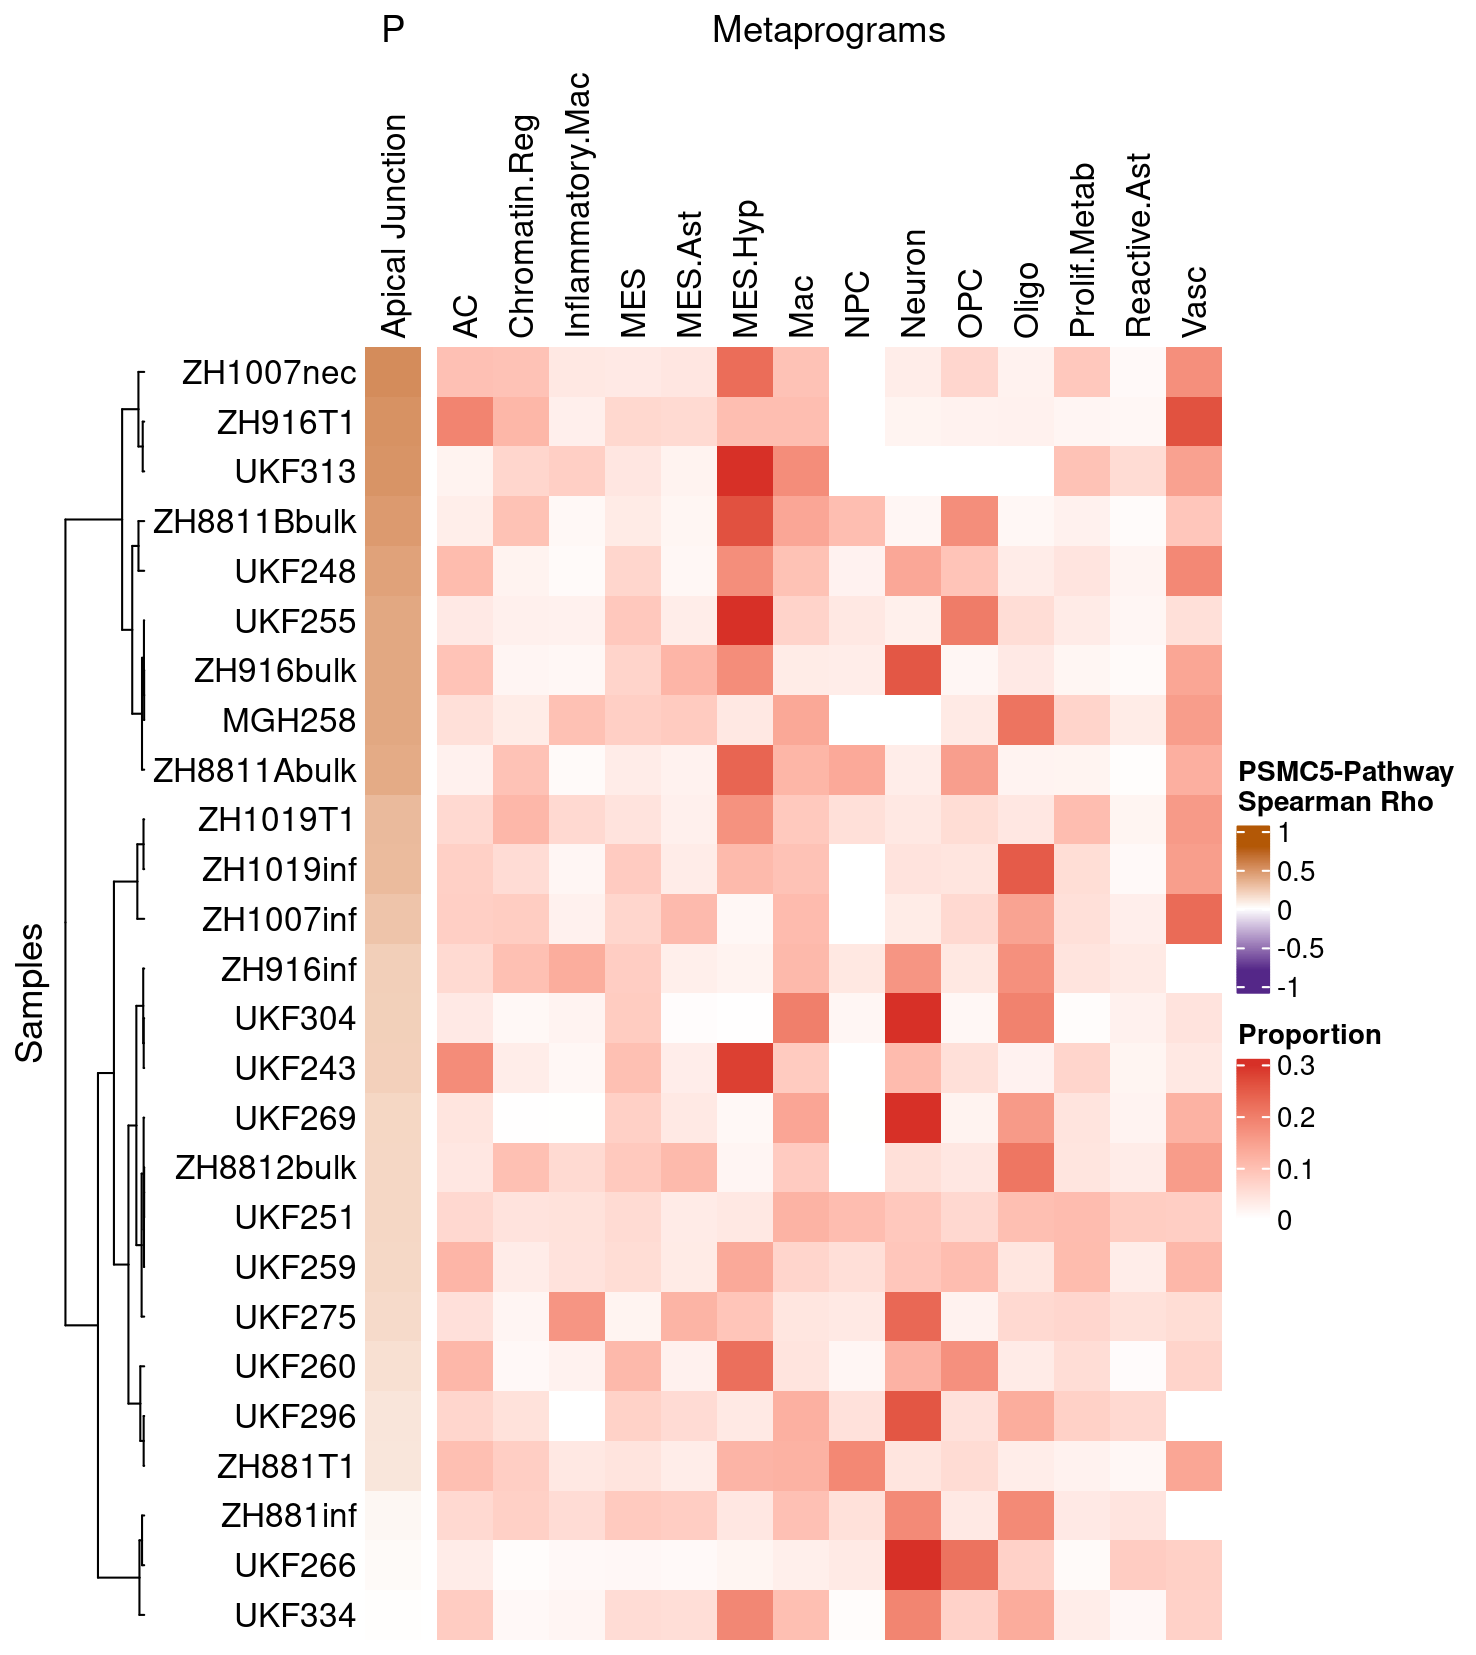 P
Metaprograms
Apical Junction
AC
Chromatin.Reg
Inflammatory.Mac
MES
MES.Ast
MES.Hyp
Mac
NPC
Neuron
OPC
Oligo
Prolif.Metab
Reactive.Ast
Vasc
Samples
ZH1007nec
ZH916T1
UKF313
ZH8811Bbulk
UKF248
UKF255
ZH916bulk
MGH258
ZH8811Abulk
ZH1019T1
ZH1019inf
ZH1007inf
ZH916inf
UKF304
UKF243
UKF269
ZH8812bulk
UKF251
UKF259
UKF275
UKF260
UKF296
ZH881T1
ZH881inf
UKF266
UKF334
PSMC5-Pathway
Spearman Rho
1
0.5
0
-0.5
-1
Proportion
0.3
0.2
0.1
0